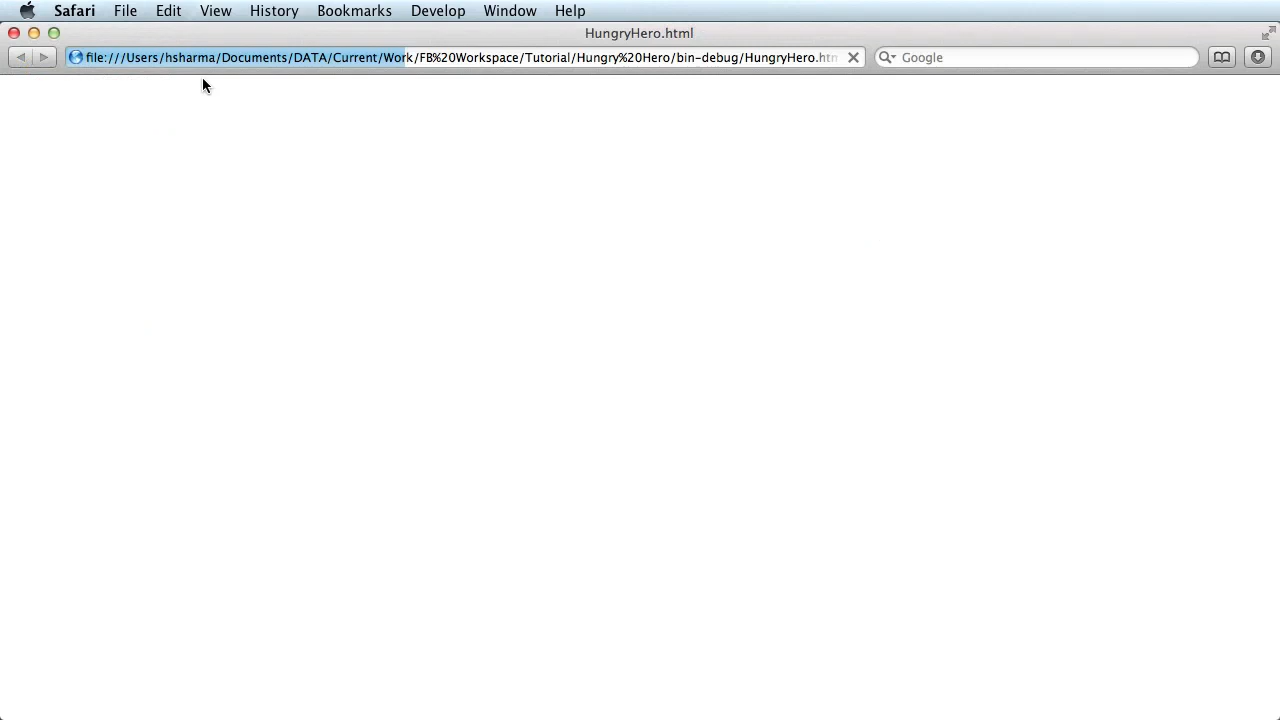 Safari File Edit View History Bookmarks Develop Window Help
HungryHero.html
file:///Users/hsharma/Documents/DATA/Current/Work/FB%20Workspace/Tutorial/Hungry%20Hero/bin-debug/HungryHero.htm Google